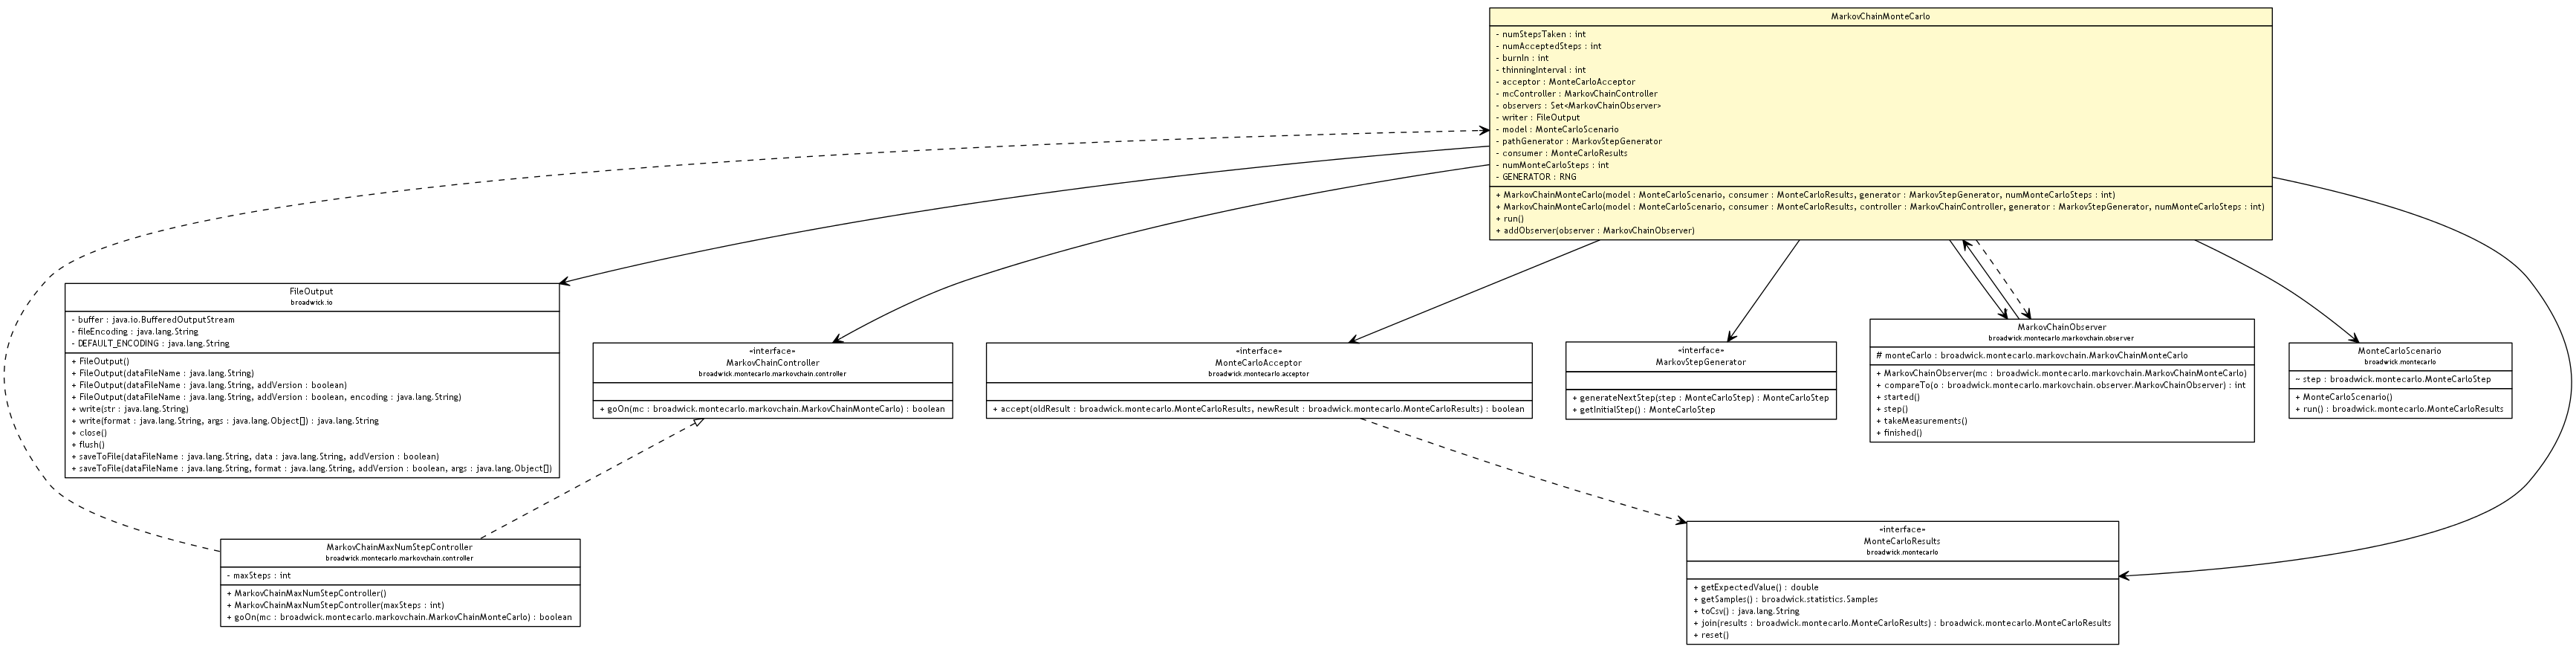 MarkovChainMonteCarlo
- numStepsTaken : int
- numAcceptedSteps : int
- burnIn : int
- thinningInterval : int
- acceptor : MonteCarloAcceptor
- mcController : MarkovChainController
- observers : Set<MarkovChainObserver>
- writer : FileOutput
- model : MonteCarloScenario
- pathGenerator : MarkovStepGenerator
- consumer : MonteCarloResults
- numMonteCarloSteps : int
- GENERATOR : RNG
+ MarkovChainMonteCarlo(model : MonteCarloScenario, consumer : MonteCarloResults, generator : MarkovStepGenerator, numMonteCarloSteps : int)
+ MarkovChainMonteCarlo(model : MonteCarloScenario, consumer : MonteCarloResults, controller : MarkovChainController, generator : MarkovStepGenerator, numMonteCarloSteps : int)
+ run()
+ addObserver(observer : MarkovChainObserver)
FileOutput
broadwick.io
- buffer : java.io.BufferedOutputStream
- fileEncoding : java.lang.String
- DEFAULT_ENCODING : java.lang.String
+ FileOutput()
+ FileOutput(dataFileName : java.lang.String)
+ FileOutput(dataFileName : java.lang.String, addVersion : boolean)
+ FileOutput(dataFileName : java.lang.String, addVersion : boolean, encoding : java.lang.String)
+ write(str : java.lang.String)
+ write(format : java.lang.String, args : java.lang.Object[]) : java.lang.String
+ close()
+ flush()
+ saveToFile(dataFileName : java.lang.String, data : java.lang.String, addVersion : boolean)
+ saveToFile(dataFileName : java.lang.String, format : java.lang.String, addVersion : boolean, args : java.lang.Object[])
«interface»
MarkovChainController
broadwick.montecarlo.markovchain.controller
+ goOn(mc : broadwick.montecarlo.markovchain.MarkovChainMonteCarlo) : boolean
«interface»
MonteCarloAcceptor
broadwick.montecarlo.acceptor
+ accept(oldResult : broadwick.montecarlo.MonteCarloResults, newResult : broadwick.montecarlo.MonteCarloResults) : boolean
«interface»
MarkovStepGenerator
+ generateNextStep(step : MonteCarloStep) : MonteCarloStep
+ getInitialStep() : MonteCarloStep
MarkovChainObserver
broadwick.montecarlo.markovchain.observer
# monteCarlo : broadwick.montecarlo.markovchain.MarkovChainMonteCarlo
+ MarkovChainObserver(mc : broadwick.montecarlo.markovchain.MarkovChainMonteCarlo)
+ compareTo(o : broadwick.montecarlo.markovchain.observer.MarkovChainObserver) : int
+ started()
+ step()
+ takeMeasurements()
+ finished()
MonteCarloScenario
broadwick.montecarlo
~ step : broadwick.montecarlo.MonteCarloStep
+ MonteCarloScenario()
+ run() : broadwick.montecarlo.MonteCarloResults
MarkovChainMaxNumStepController
broadwick.montecarlo.markovchain.controller
- maxSteps : int
+ MarkovChainMaxNumStepController()
+ MarkovChainMaxNumStepController(maxSteps : int)
+ goOn(mc : broadwick.montecarlo.markovchain.MarkovChainMonteCarlo) : boolean
«interface»
MonteCarloResults
broadwick.montecarlo
+ getExpectedValue() : double
+ getSamples() : broadwick.statistics.Samples
+ toCsv() : java.lang.String
+ join(results : broadwick.montecarlo.MonteCarloResults) : broadwick.montecarlo.MonteCarloResults
+ reset()